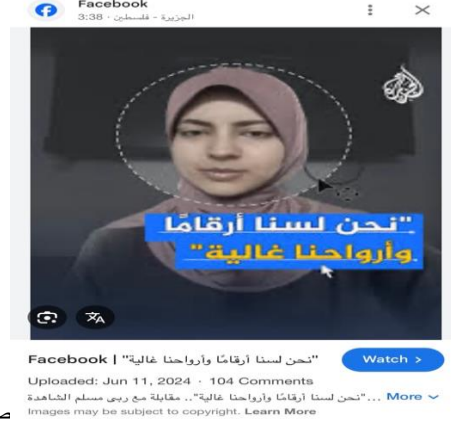 Facebook
الجزيرة - فلسطين · 3:38
"نحن لسنا أرقامًا
وأرواحنا غالية"
"نحن لسنا أرقامًا وأرواحنا غالية" | Facebook
Watch >
Uploaded: Jun 11, 2024 · 104 Comments
..."نحن لسنا أرقامًا وأرواحنا غالية".. مقابلة مع ربى مسلم الشاهدة
More
Images may be subject to copyright. Learn More